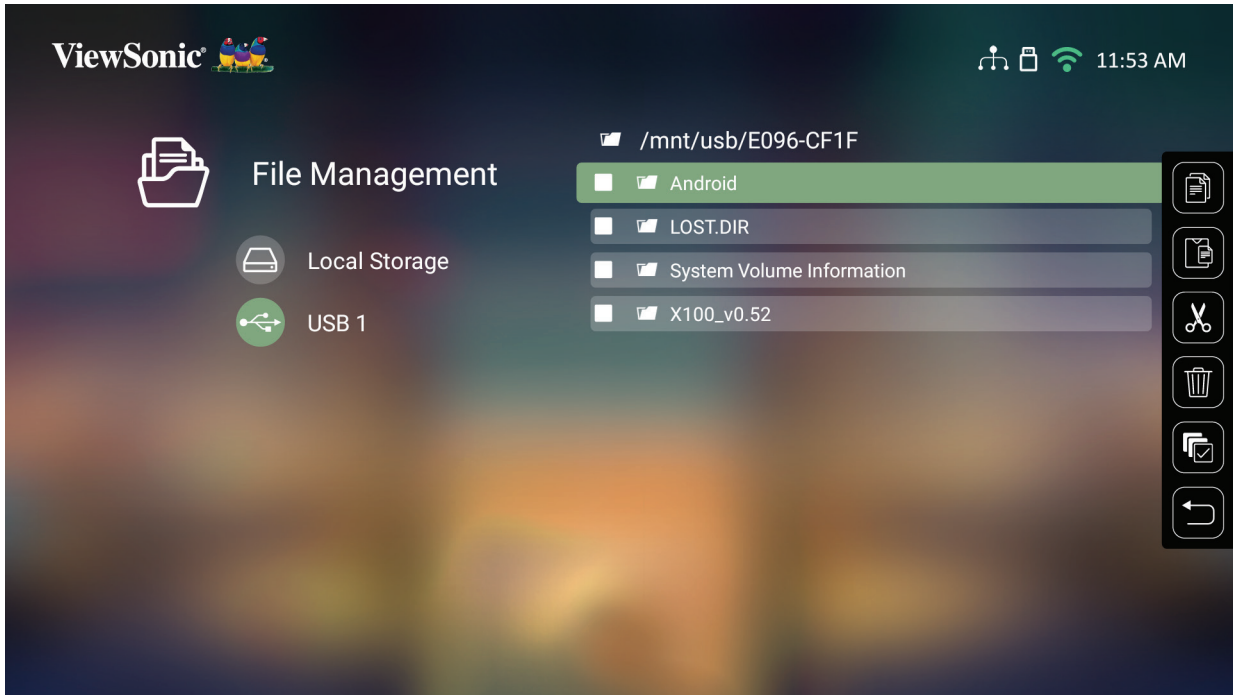 ViewSonic®
11:53 AM
File Management
Local Storage
USB 1
/mnt/usb/E096-CF1F
Android
LOST.DIR
System Volume Information
X100_v0.52